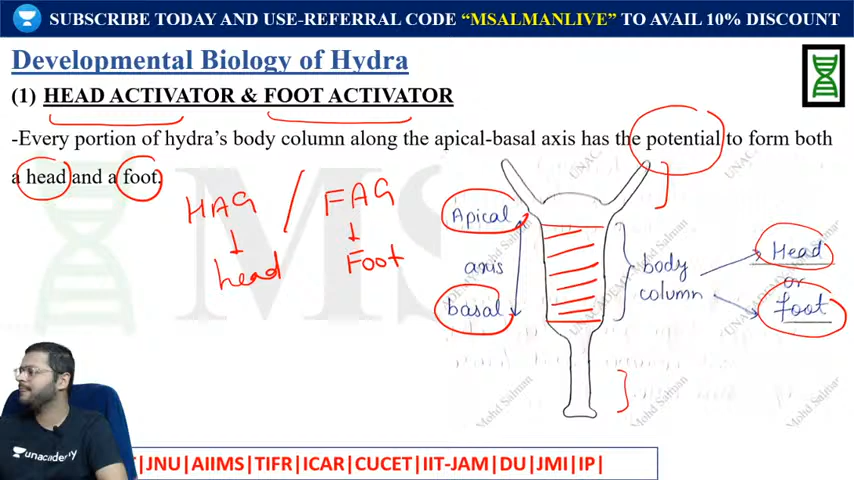 SUBSCRIBE TODAY AND USE-REFERRAL CODE “MSALMANLIVE” TO AVAIL 10% DISCOUNT
Developmental Biology of Hydra
(1) HEAD ACTIVATOR & FOOT ACTIVATOR
-Every portion of hydra’s body column along the apical-basal axis has the potential to form both
a head and a foot.
HAG / FAG
head Foot
Apical
axis
basal
body
column
Head
or
foot
unacademy
|JNU|AIIMS|TIFR|ICAR|CUCET|IIT-JAM|DU|JMI|IP|